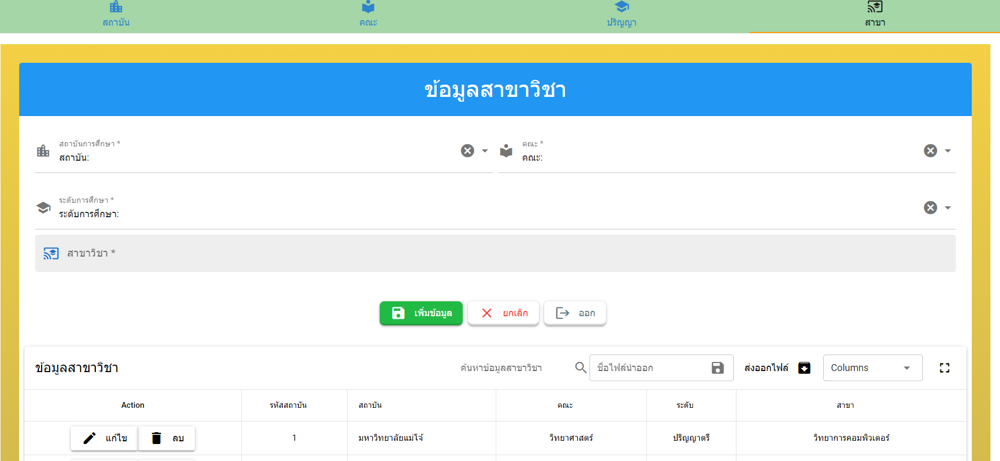 สถาบัน คณะ ปริญญา สาขา
ข้อมูลสาขาวิชา
สถาบันการศึกษา * คณะ *
สถาบัน: คณะ:
ระดับการศึกษา *
ระดับการศึกษา:
สาขาวิชา *
เพิ่มข้อมูล ยกเลิก ออก
ข้อมูลสาขาวิชา ค้นหาข้อมูลสาขาวิชา ชื่อไฟล์นำออก ส่งออกไฟล์ Columns
Action รหัสสถาบัน สถาบัน คณะ ระดับ สาขา
แก้ไข ลบ 1 มหาวิทยาลัยแม่โจ้ วิทยาศาสตร์ ปริญญาตรี วิทยาการคอมพิวเตอร์